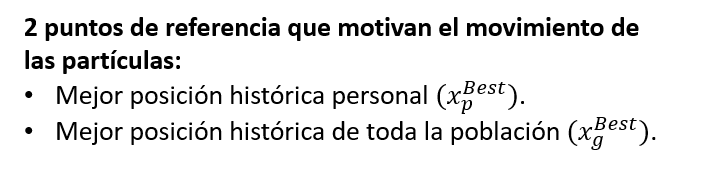 2 puntos de referencia que motivan el movimiento de
las partículas:
• Mejor posición histórica personal (x_p^{Best}).
• Mejor posición histórica de toda la población (x_g^{Best}).